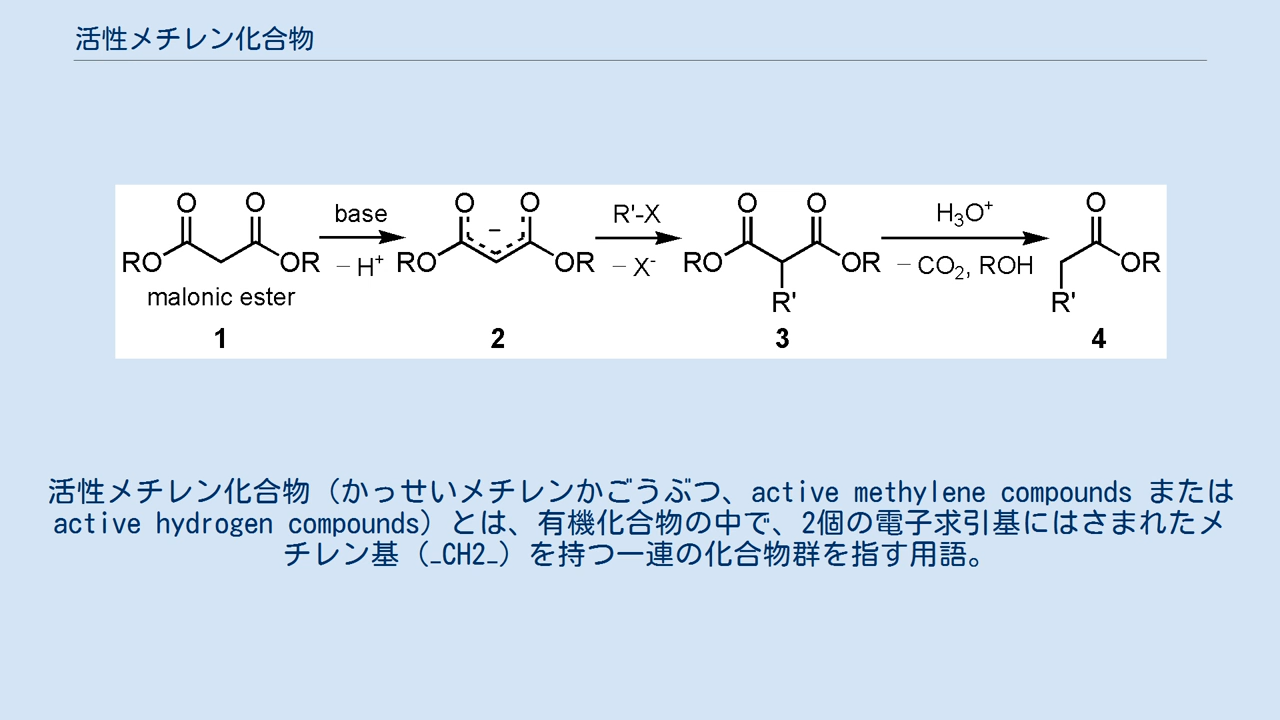 活性メチレン化合物
O O base O O R'-X O O H₃O⁺ O
RO OR – H⁺ RO – OR – X⁻ RO OR – CO₂, ROH OR
malonic ester R' R'
1 2 3 4
活性メチレン化合物（かっせいメチレンかごうぶつ、active methylene compounds または
active hydrogen compounds）とは、有機化合物の中で、2個の電子求引基にはさまれたメ
チレン基（−CH2−）を持つ一連の化合物群を指す用語。